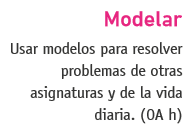 Modelar
Usar modelos para resolver
problemas de otras
asignaturas y de la vida
diaria. (OA h)